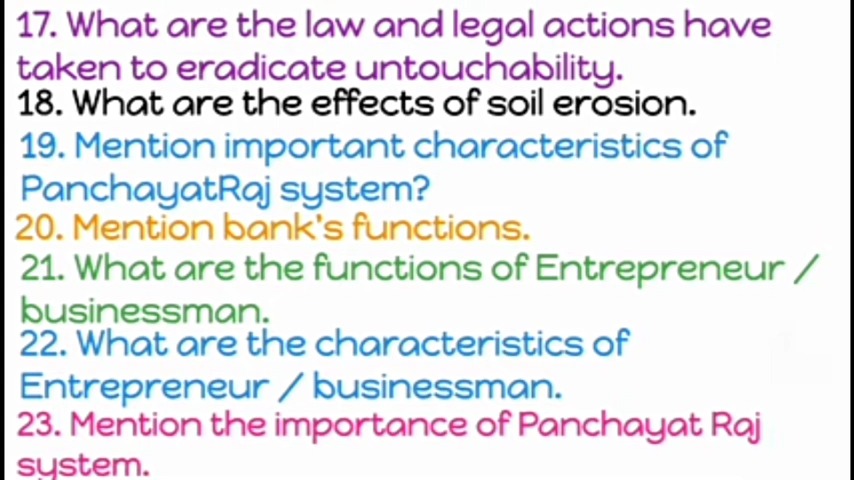 17. What are the law and legal actions have
taken to eradicate untouchability.
18. What are the effects of soil erosion.
19. Mention important characteristics of
PanchayatRaj system?
20. Mention bank's functions.
21. What are the functions of Entrepreneur /
businessman.
22. What are the characteristics of
Entrepreneur / businessman.
23. Mention the importance of Panchayat Raj
system.